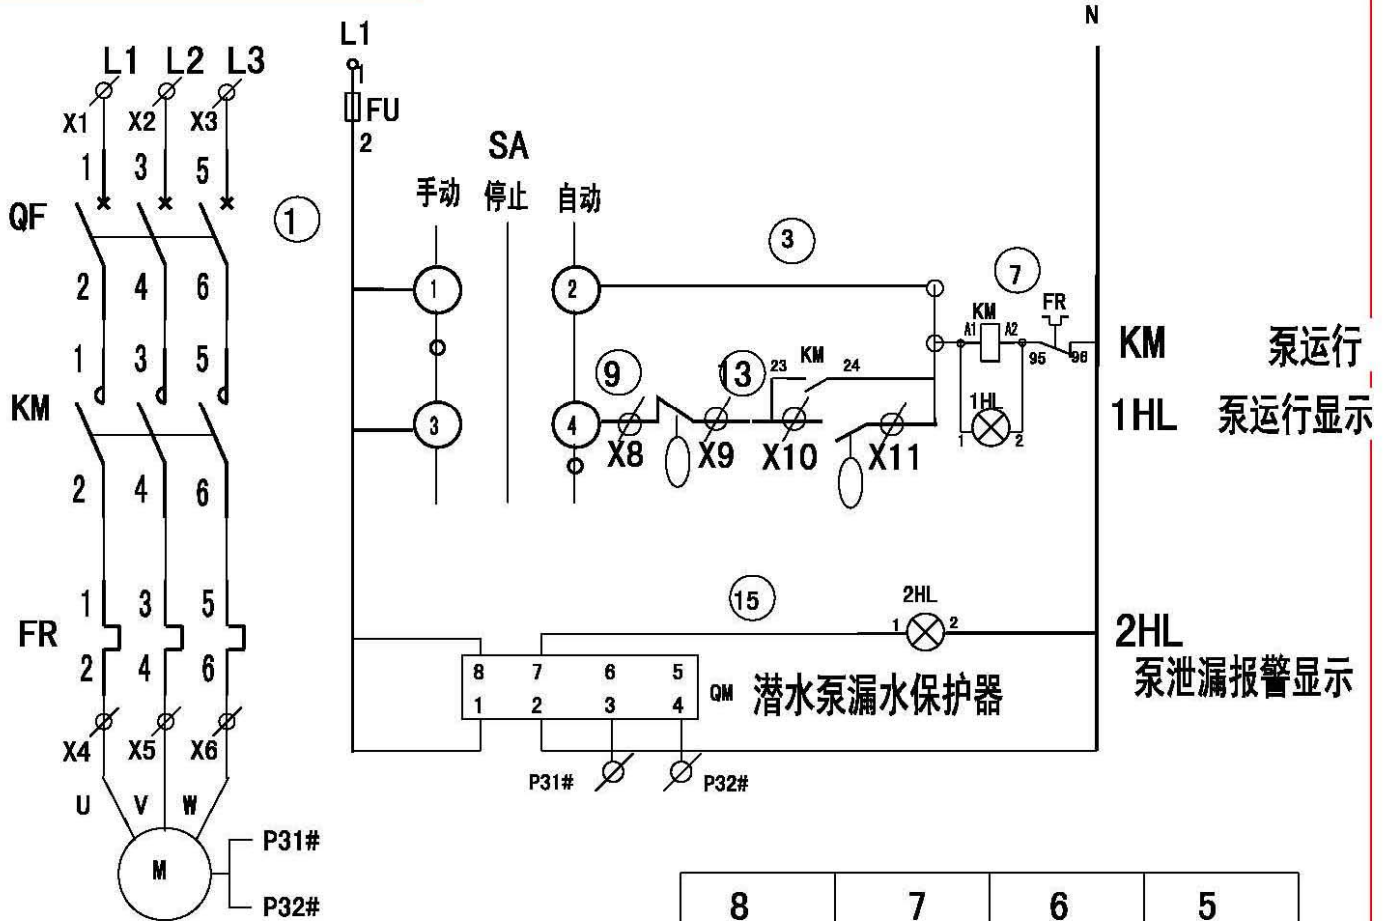 L1 L2 L3
X1 X2 X3
1 3 5
QF
2 4 6
1 3 5
KM
2 4 6
1 3 5
FR
2 4 6
X4 X5 X6
U V W
M
P31#
P32#
1
L1
1
FU
2
SA
手动 停止 自动
1 2
3 4
3
7
N
KM
A1 A2
FR
95 96
KM 泵运行
9
13
23 KM 24
X8 X9 X10 X11
1HL
1 2
1HL 泵运行显示
15
2HL
1 2
2HL
泵泄漏报警显示
8 7 6 5
1 2 3 4
QM 潜水泵漏水保护器
P31# P32#
8 7 6 5